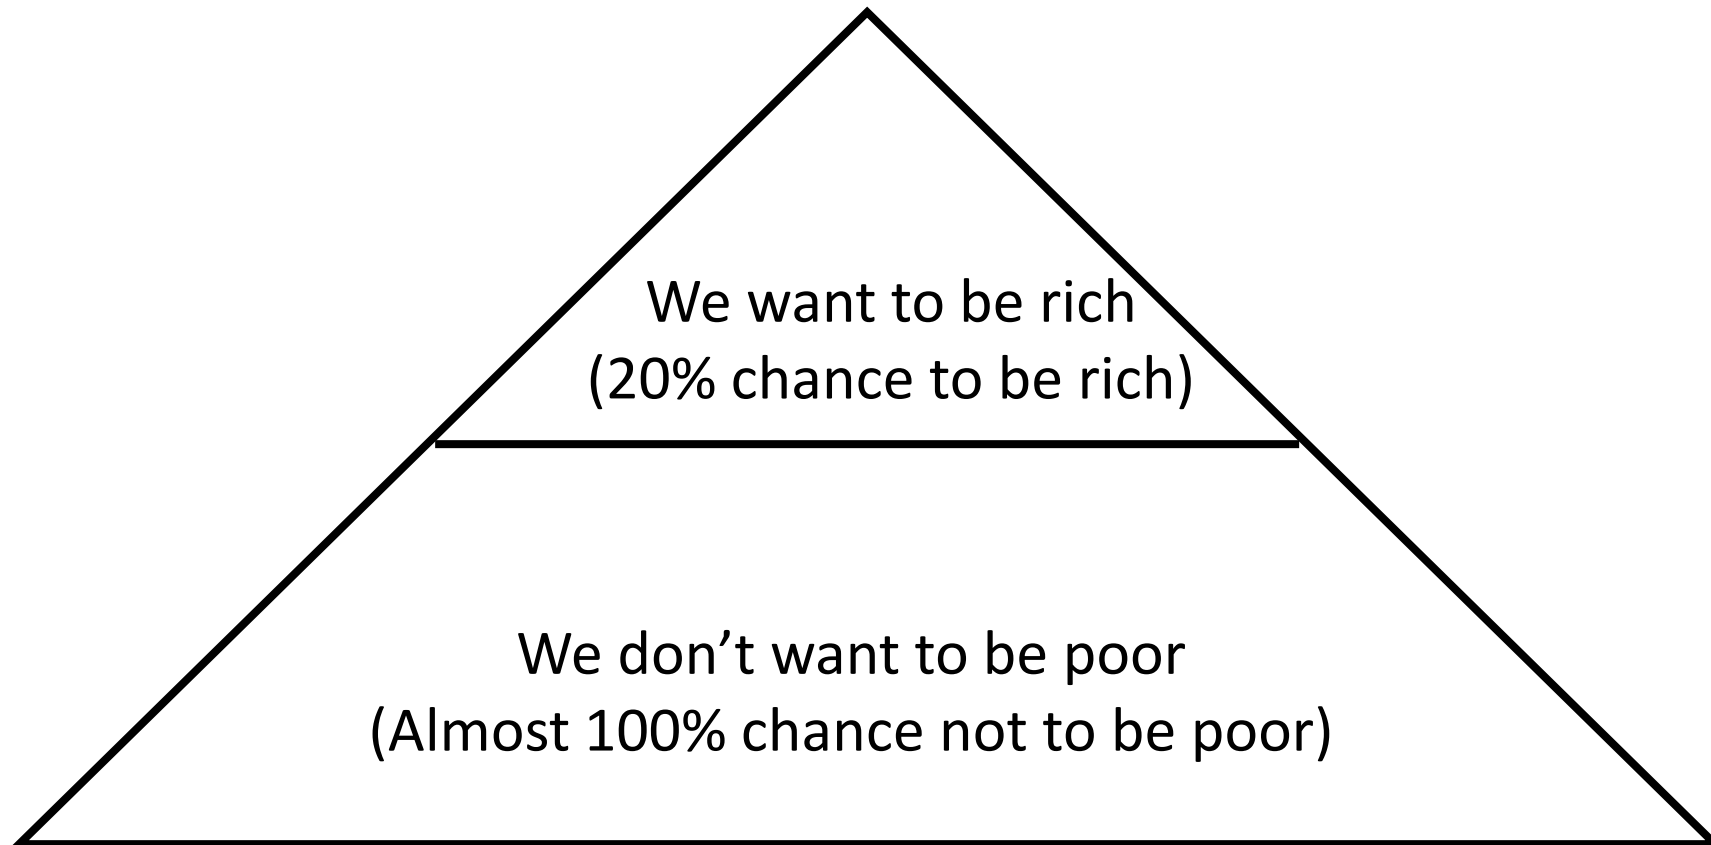 We want to be rich
(20% chance to be rich)
We don’t want to be poor
(Almost 100% chance not to be poor)